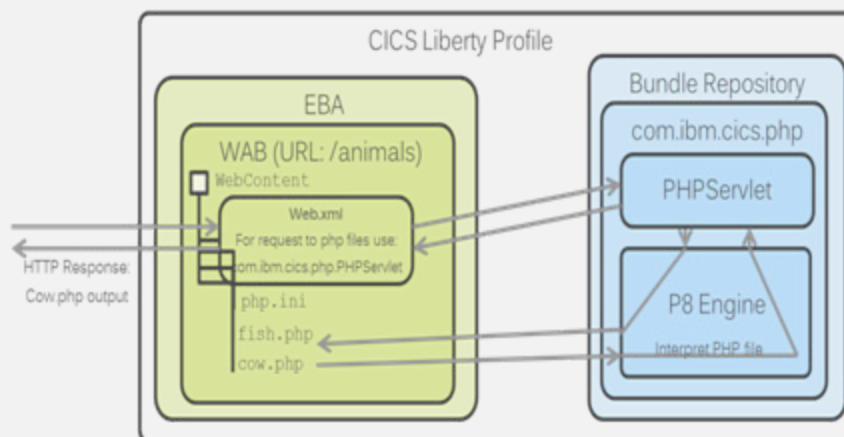 CICS Liberty Profile
EBA
WAB (URL: /animals)
WebContent
Web.xml
For request to php files use:
com.ibm.cics.php.PHPServlet
php.ini
fish.php
cow.php
HTTP Response:
Cow.php output
Bundle Repository
com.ibm.cics.php
PHPServlet
P8 Engine
Interpret PHP file